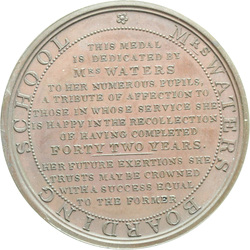 MRS WATERS BOARDING SCHOOL
THIS MEDAL
IS DEDICATED BY
MRS WATERS
TO HER NUMEROUS PUPILS,
A TRIBUTE OF AFFECTION TO
THOSE IN WHOSE SERVICE SHE
IS HAPPY IN THE RECOLLECTION
OF HAVING COMPLETED
FORTY TWO YEARS.
HER FUTURE EXERTIONS SHE
TRUSTS MAY BE CROWNED
WITH A SUCCESS EQUAL
TO THE FORMER